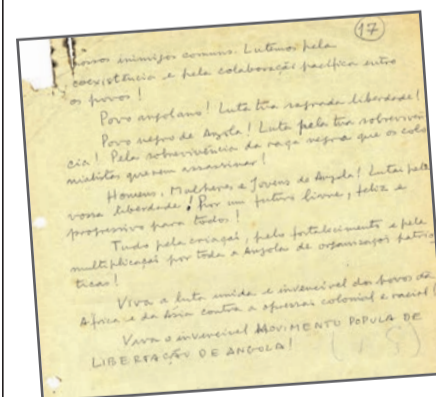 17
nossos inimigos comuns. Lutemos pela
coexistência e pela colaboração pacífica entre
os povos!
Povo angolano! Luta tua sagrada liberdade!
Povo negro de Angola! Luta pela tua sobrevivên
cia! Pela sobrevivência da raça negra que os colo
nialistas querem assassinar!
Homens, Mulheres e Jovens de Angola! Lutai pela
vossa liberdade! Por um futuro livre, feliz e
progressivo para todos!
Tudo pela criação, pelo fortalecimento e pela
multiplicação por toda a Angola de organizações patrió
ticas!
Viva a luta unida e invencível dos povos da
África e da Ásia contra a opressão colonial e racial!
Viva o invencível MOVIMENTO POPULA DE
LIBERTAÇÃO DE ANGOLA!